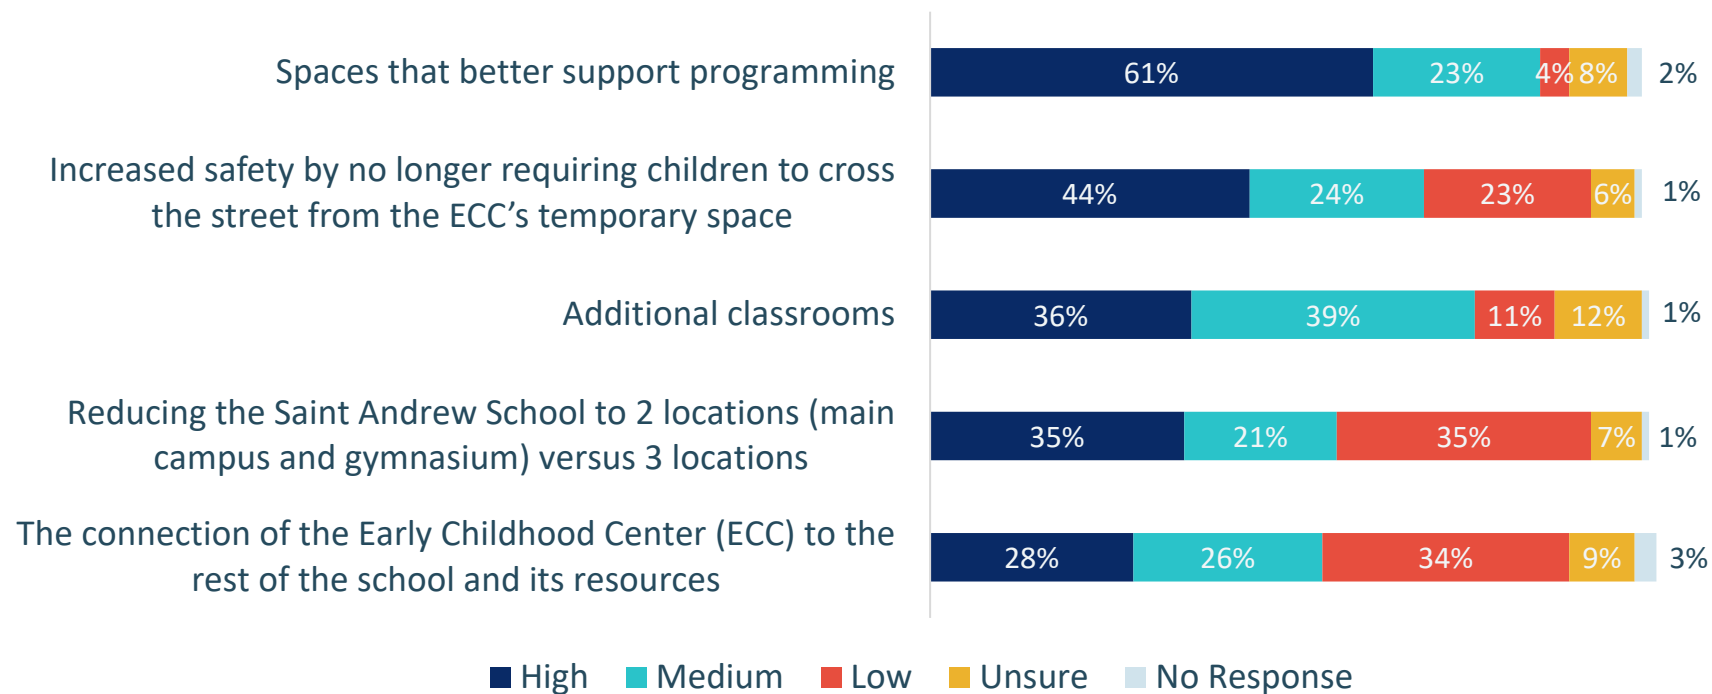 Spaces that better support programming
61% 23% 4% 8% 2%
Increased safety by no longer requiring children to cross
the street from the ECC’s temporary space
44% 24% 23% 6% 1%
Additional classrooms
36% 39% 11% 12% 1%
Reducing the Saint Andrew School to 2 locations (main
campus and gymnasium) versus 3 locations
35% 21% 35% 7% 1%
The connection of the Early Childhood Center (ECC) to the
rest of the school and its resources
28% 26% 34% 9% 3%
High Medium Low Unsure No Response